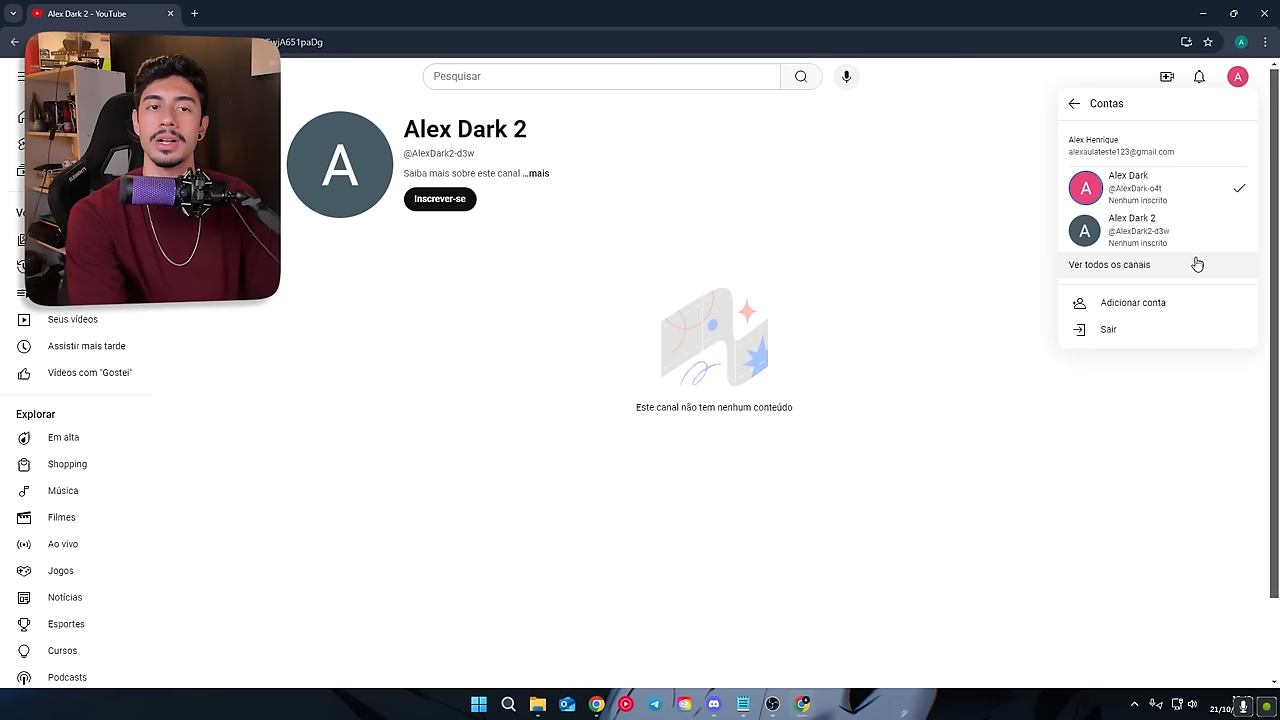 Alex Dark 2 - YouTube
wjA651paDg
Pesquisar
A
Contas
Alex Henrique
alexaulateste123@gmail.com
A
Alex Dark
@AlexDark-o4t
Nenhum inscrito
A
Alex Dark 2
@AlexDark2-d3w
Nenhum inscrito
Ver todos os canais
Adicionar conta
Sair
A
Alex Dark 2
@AlexDark2-d3w
Saiba mais sobre este canal ...mais
Inscrever-se
Este canal não tem nenhum conteúdo
Seus vídeos
Assistir mais tarde
Vídeos com "Gostei"
Explorar
Em alta
Shopping
Música
Filmes
Ao vivo
Jogos
Notícias
Esportes
Cursos
Podcasts
21/10